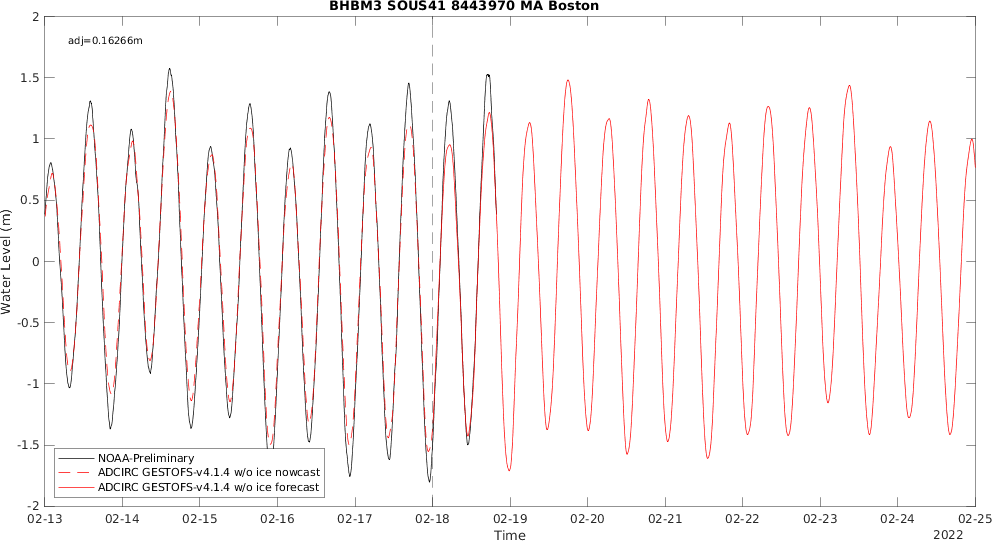 BHBM3 SOUS41 8443970 MA Boston
adj=0.16266m
2
1.5
1
0.5
0
-0.5
-1
-1.5
-2
Water Level (m)
NOAA-Preliminary
ADCIRC GESTOFS-v4.1.4 w/o ice nowcast
ADCIRC GESTOFS-v4.1.4 w/o ice forecast
02-13 02-14 02-15 02-16 02-17 02-18 02-19 02-20 02-21 02-22 02-23 02-24 02-25
Time
2022